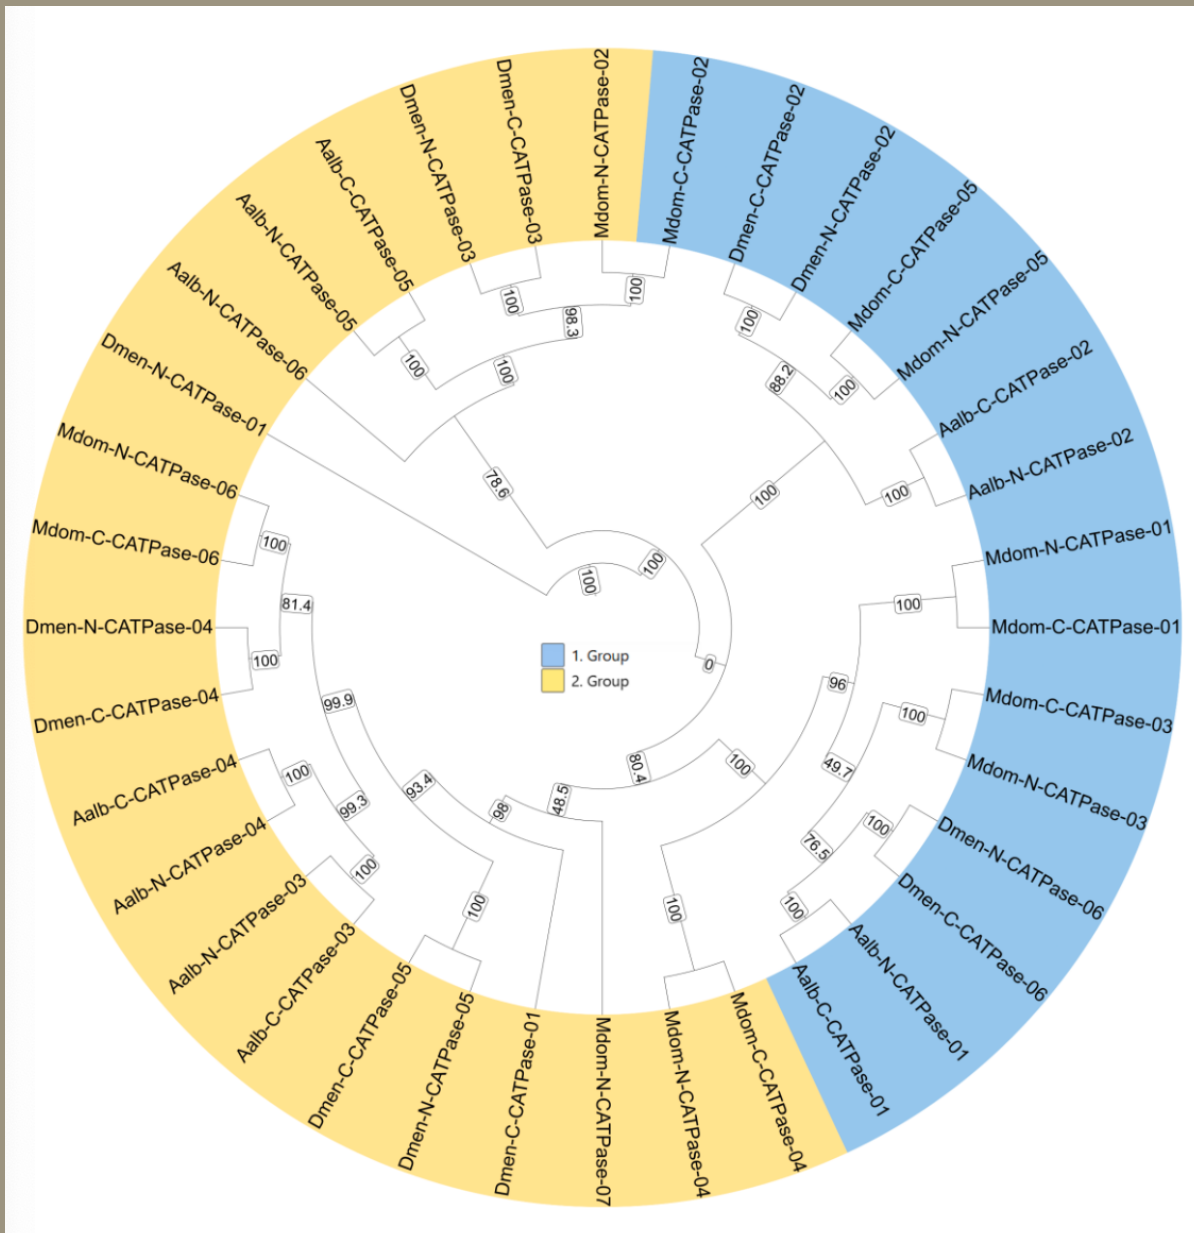 Mdom-N-CATPase-02
Mdom-C-CATPase-02
Dmen-C-CATPase-02
Dmen-N-CATPase-02
Mdom-C-CATPase-05
Mdom-N-CATPase-05
Aalb-C-CATPase-02
Aalb-N-CATPase-02
Mdom-N-CATPase-01
Mdom-C-CATPase-01
Mdom-C-CATPase-03
Mdom-N-CATPase-03
Dmen-N-CATPase-06
Dmen-C-CATPase-06
Aalb-N-CATPase-01
Aalb-C-CATPase-01
Mdom-C-CATPase-04
Mdom-N-CATPase-04
Mdom-N-CATPase-07
Dmen-C-CATPase-01
Dmen-N-CATPase-05
Dmen-C-CATPase-05
Aalb-C-CATPase-03
Aalb-N-CATPase-03
Aalb-N-CATPase-04
Aalb-C-CATPase-04
Dmen-C-CATPase-04
Dmen-N-CATPase-04
Mdom-C-CATPase-06
Mdom-N-CATPase-06
Dmen-N-CATPase-01
Aalb-N-CATPase-06
Aalb-N-CATPase-05
Aalb-C-CATPase-05
Dmen-N-CATPase-03
Dmen-C-CATPase-03
100
100
98.3
100
100
78.6
100
88.2
100
100
100
100
100
0
100
96
100
49.7
100
76.5
100
100
100
80.4
48.5
98
93.4
100
99.9
99.3
100
100
81.4
100
100
1. Group
2. Group